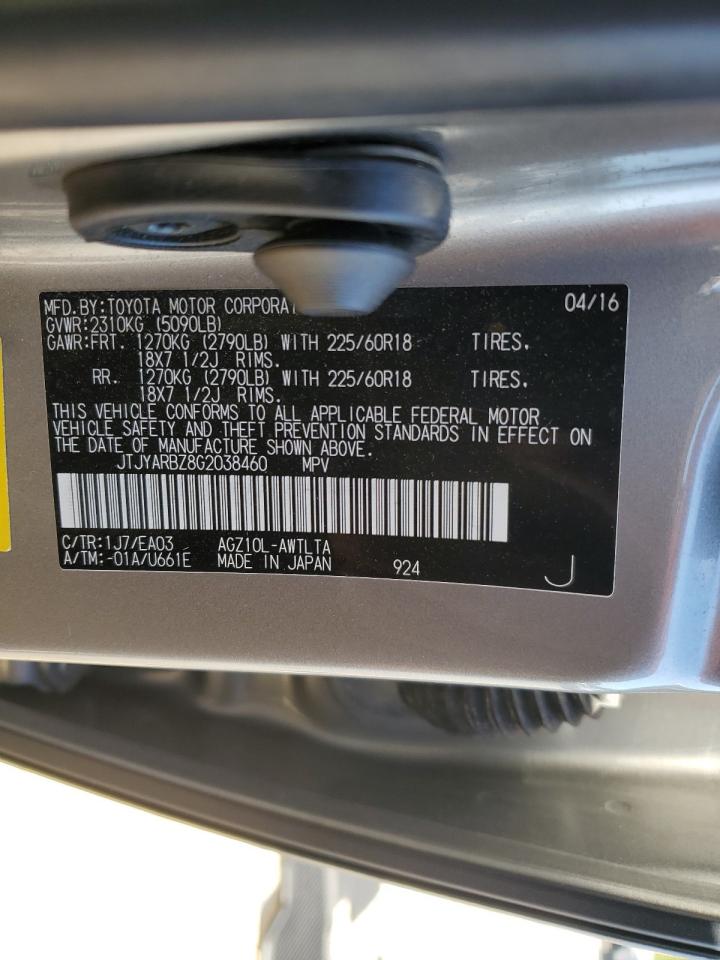 MFD.BY:TOYOTA MOTOR CORPORAT 04/16
GVWR:2310KG (5090LB)
GAWR:FRT. 1270KG (2790LB) WITH 225/60R18 TIRES.
18X7 1/2J RIMS.
RR. 1270KG (2790LB) WITH 225/60R18 TIRES.
18X7 1/2J RIMS.
THIS VEHICLE CONFORMS TO ALL APPLICABLE FEDERAL MOTOR
VEHICLE SAFETY AND THEFT PREVENTION STANDARDS IN EFFECT ON
THE DATE OF MANUFACTURE SHOWN ABOVE.
JTJYARBZ8G2038460 MPV
C/TR:1J7/EA03 AGZ10L-AWTLTA
A/TM:-01A/U661E MADE IN JAPAN 924 J